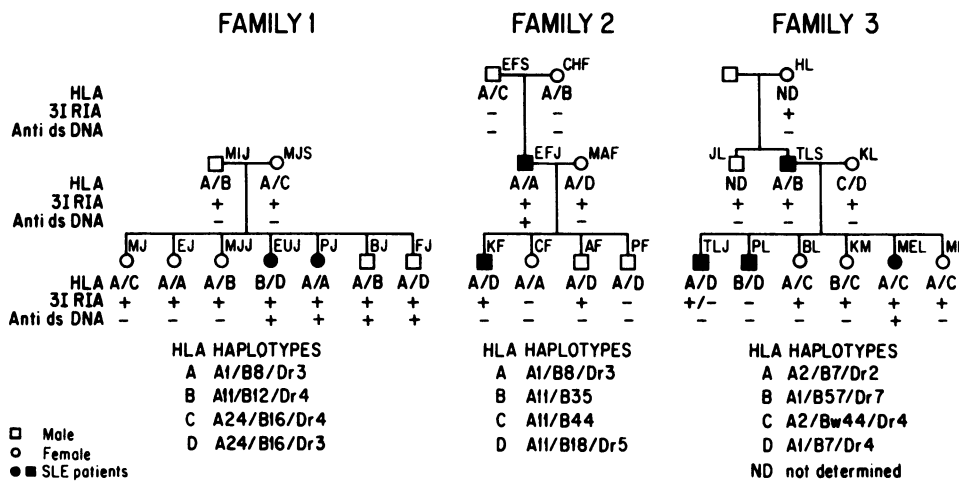 FAMILY 1 FAMILY 2 FAMILY 3
EFS CHF HL
HLA A/C A/B ND
3I RIA - - +
Anti ds DNA - - -
MIJ MJS EFJ MAF JL TLS KL
HLA A/B A/C A/A A/D ND A/B C/D
3I RIA + + + + + + +
Anti ds DNA - - + - - - -
MJ EJ MJJ EUJ PJ BJ FJ KF CF AF PF TLJ PL BL KM MEL
HLA A/C A/A A/B B/D A/A A/B A/D A/D A/A A/D A/D A/D B/D A/C B/C A/C A/C
3I RIA + + + + + + + + - + - +/- - + + + +
Anti ds DNA - - - + + + + - - - - - - - - + -
HLA HAPLOTYPES HLA HAPLOTYPES HLA HAPLOTYPES
A A1/B8/Dr3 A A1/B8/Dr3 A A2/B7/Dr2
B A11/B12/Dr4 B A11/B35 B A1/B57/Dr7
C A24/B16/Dr4 C A11/B44 C A2/Bw44/Dr4
D A24/B16/Dr3 D A11/B18/Dr5 D A1/B7/Dr4
ND not determined
Male
Female
SLE patients